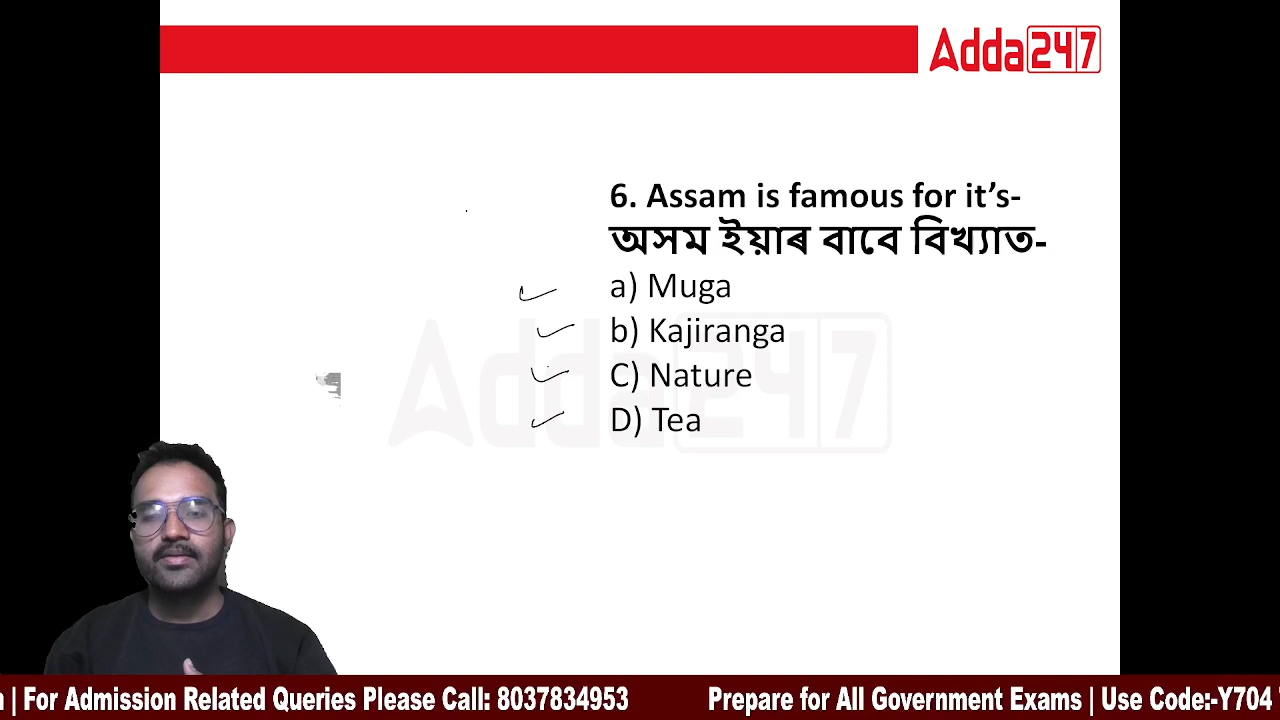 Adda247
6. Assam is famous for it’s-
অসম ইয়াৰ বাবে বিখ্যাত-
a) Muga
b) Kajiranga
C) Nature
D) Tea
Adda247
| For Admission Related Queries Please Call: 8037834953 Prepare for All Government Exams | Use Code:-Y704